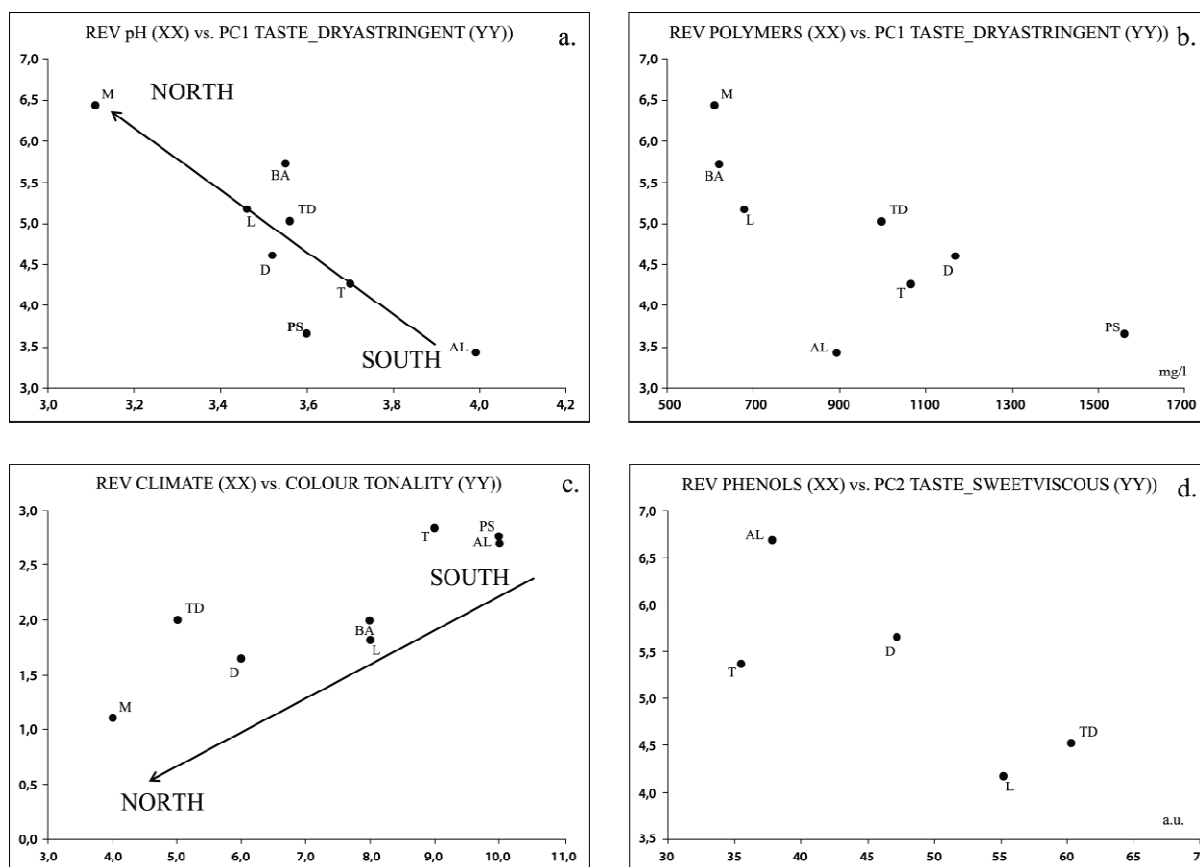 REV pH (XX) vs. PC1 TASTE_DRYASTRINGENT (YY))
a.
7,0
6,5
6,0
5,5
5,0
4,5
4,0
3,5
3,0
M
NORTH
BA
TD
L
D
T
PS
SOUTH
AL
3,0
3,2
3,4
3,6
3,8
4,0
4,2
REV POLYMERS (XX) vs. PC1 TASTE_DRYASTRINGENT (YY))
b.
7,0
6,5
6,0
5,5
5,0
4,5
4,0
3,5
3,0
M
BA
L
TD
D
T
AL
PS
mg/l
500
700
900
1100
1300
1500
1700
REV CLIMATE (XX) vs. COLOUR TONALITY (YY))
c.
3,0
2,5
2,0
1,5
1,0
0,5
0,0
T
PS
AL
SOUTH
TD
BA
L
D
M
NORTH
3,0
4,0
5,0
6,0
7,0
8,0
9,0
10,0
11,0
REV PHENOLS (XX) vs. PC2 TASTE_SWEETVISCOUS (YY))
d.
7,0
6,5
6,0
5,5
5,0
4,5
4,0
3,5
AL
D
T
TD
L
a.u.
30
35
40
45
50
55
60
65